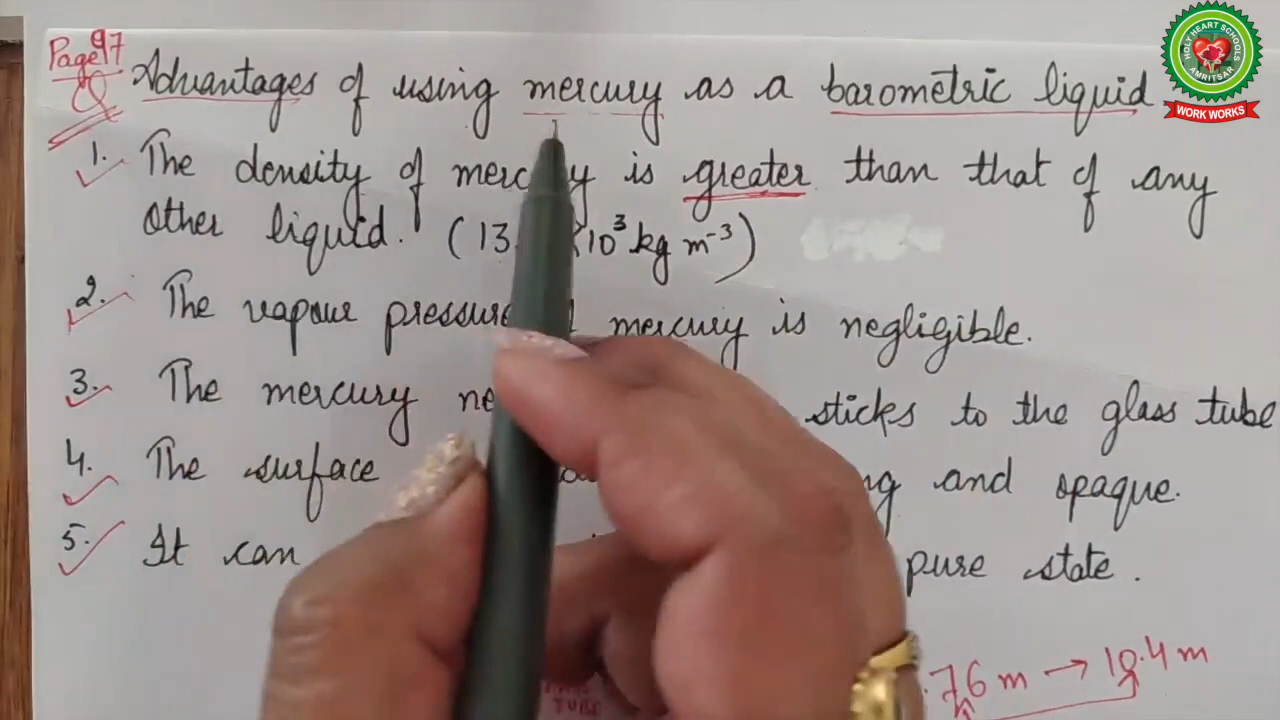 Page 97
Q Advantages of using mercury as a barometric liquid
1. The density of mercury is greater than that of any
other liquid. (13 10³ kg m⁻³)
2. The vapour pressure mercury is negligible.
3. The mercury sticks to the glass tube
4. The surface and opaque.
5. It can pure state.
.76 m → 10.4 m
TUBE
HOLY HEART SCHOOLS
AMRITSAR
WORK WORKS